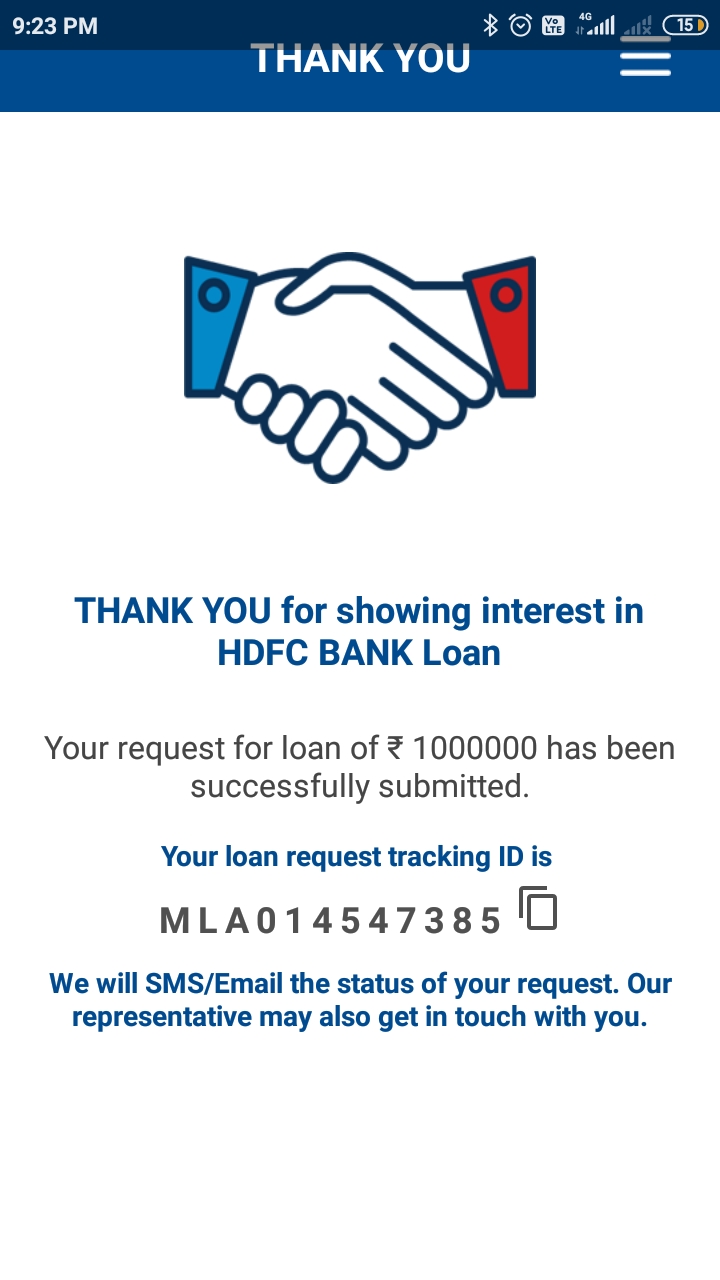 9:23 PM
Vo LTE
4G
15
THANK YOU
THANK YOU for showing interest in
HDFC BANK Loan
Your request for loan of ₹ 1000000 has been
successfully submitted.
Your loan request tracking ID is
MLA014547385
We will SMS/Email the status of your request. Our
representative may also get in touch with you.